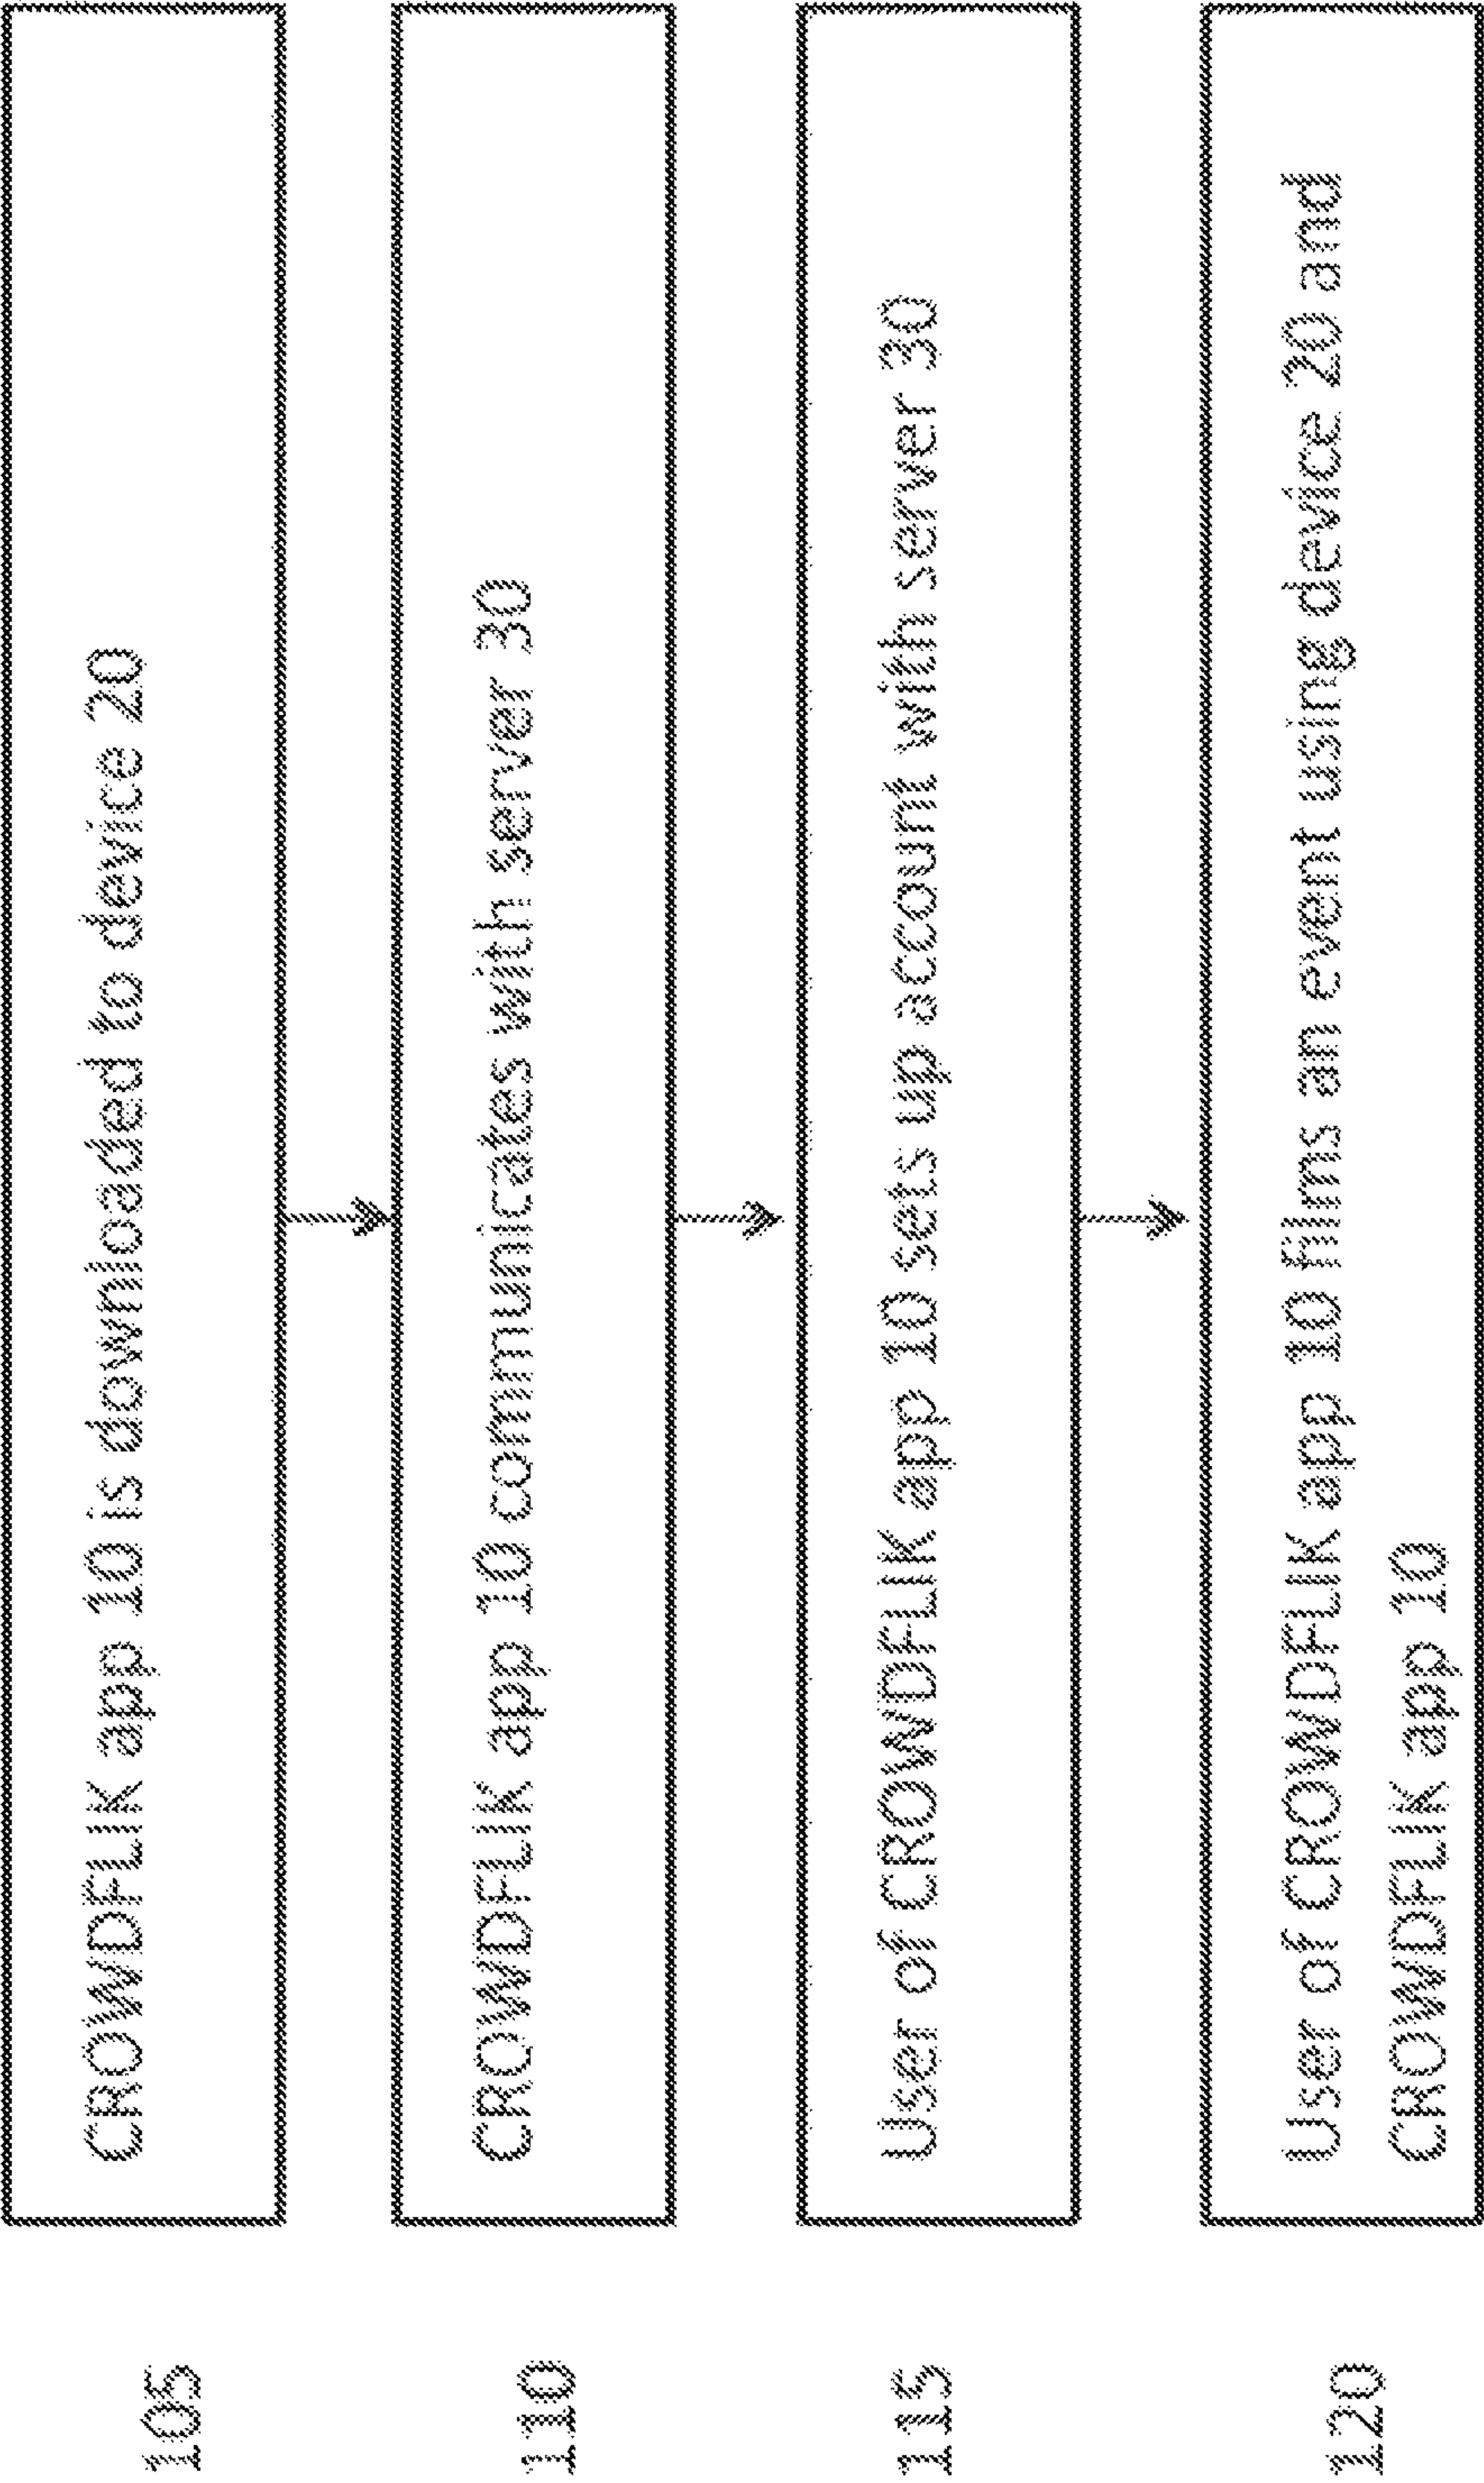 105
CROWDFLIK app 10 is downloaded to device 20
110
CROWDFLIK app 10 communicates with server 30
115
User of CROWDFLIK app 10 sets up account with server 30
120
User of CROWDFLIK app 10 films an event using device 20 and
CROWDFLIK app 10